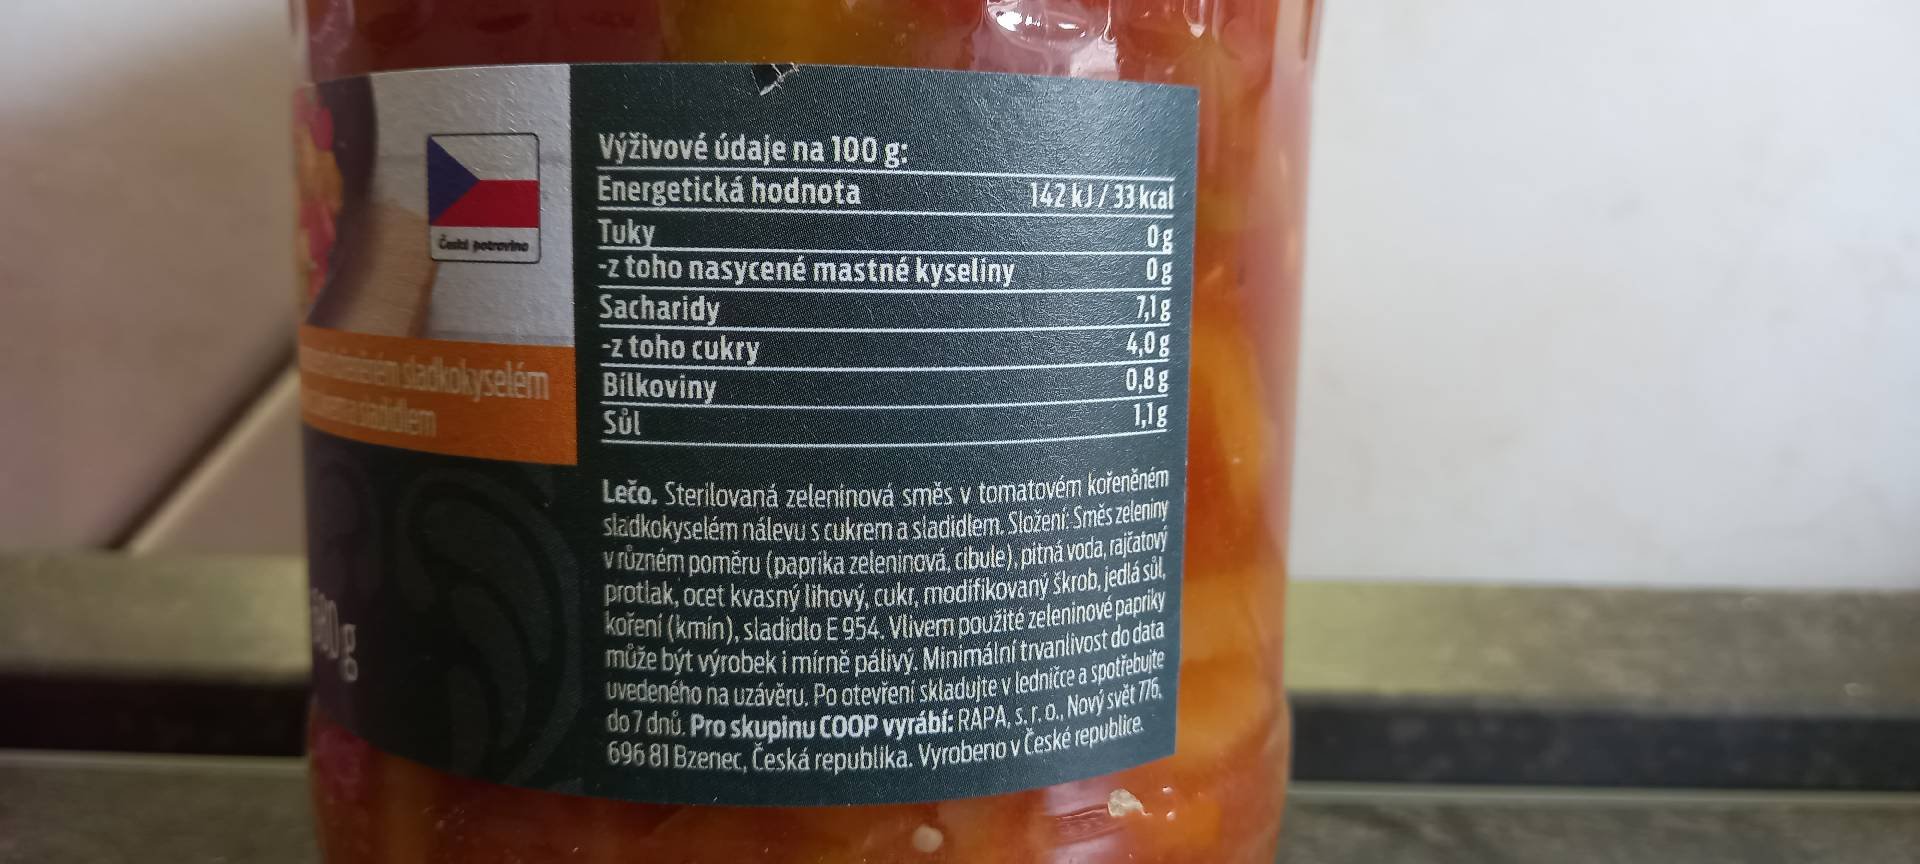 Česká potravina
sladkokyselém
sladidlem
g
Výživové údaje na 100 g:
Energetická hodnota 142 kJ / 33 kcal
Tuky 0 g
-z toho nasycené mastné kyseliny 0 g
Sacharidy 7,1 g
-z toho cukry 4,0 g
Bílkoviny 0,8 g
Sůl 1,1 g
Lečo. Sterilovaná zeleninová směs v tomatovém kořeněném
sladkokyselém nálevu s cukrem a sladidlem. Složení: Směs zeleniny
v různém poměru (paprika zeleninová, cibule), pitná voda, rajčatový
protlak, ocet kvasný lihový, cukr, modifikovaný škrob, jedlá sůl,
koření (kmín), sladidlo E 954. Vlivem použité zeleninové papriky
může být výrobek i mírně pálivý. Minimální trvanlivost do data
uvedeného na uzávěru. Po otevření skladujte v ledničce a spotřebujte
do 7 dnů. Pro skupinu COOP vyrábí: RAPA, s. r. o., Nový svět 776,
696 81 Bzenec, Česká republika. Vyrobeno v České republice.